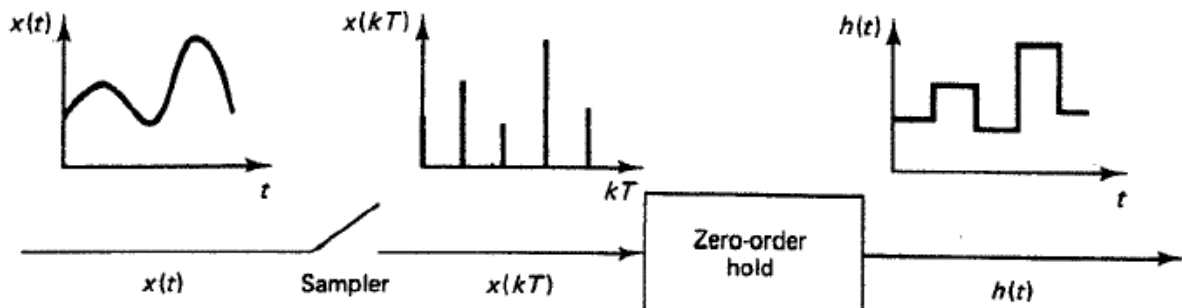 x(t)
t
x(kT)
kT
h(t)
t
x(t)
Sampler
x(kT)
Zero-order
hold
h(t)